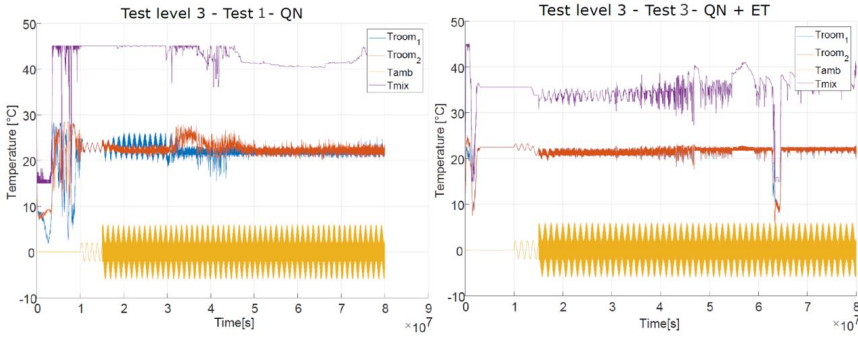 Test level 3 - Test 1- QN
Temperature [°C]
50
40
30
20
10
0
-10
Troom1
Troom2
Tamb
Tmix
0 1 2 3 4 5 6 7 8 9
Time[s]
×10^7
Test level 3 - Test 3- QN + ET
Temperature [°C]
50
40
30
20
10
0
-10
Troom1
Troom2
Tamb
Tmix
0 1 2 3 4 5 6 7 8
Time[s]
×10^7